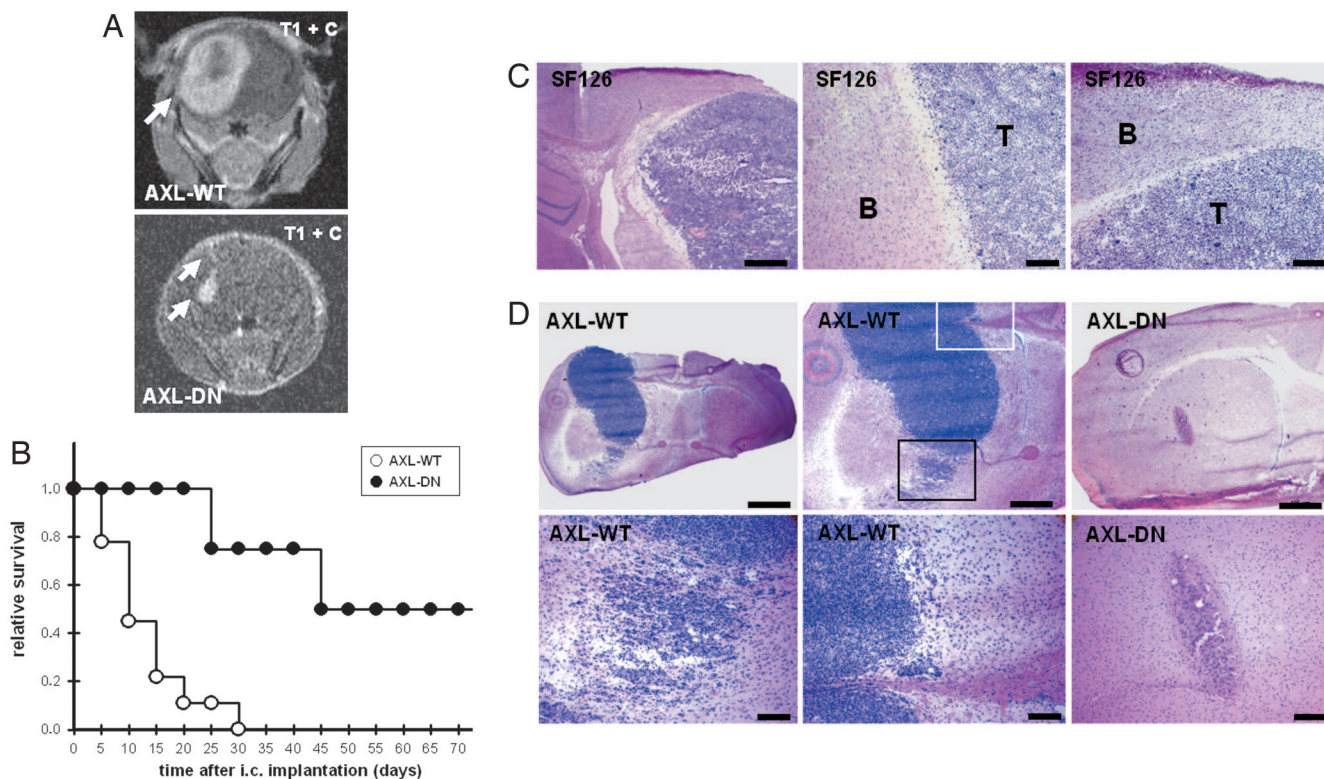 A
T1 + C
AXL-WT
T1 + C
AXL-DN
B
AXL-WT
AXL-DN
relative survival
1.0
0.8
0.6
0.4
0.2
0.0
0 5 10 15 20 25 30 35 40 45 50 55 60 65 70
time after i.c. implantation (days)
C
SF126 SF126 SF126
T
B
B
T
D
AXL-WT AXL-WT AXL-DN
AXL-WT AXL-WT AXL-DN